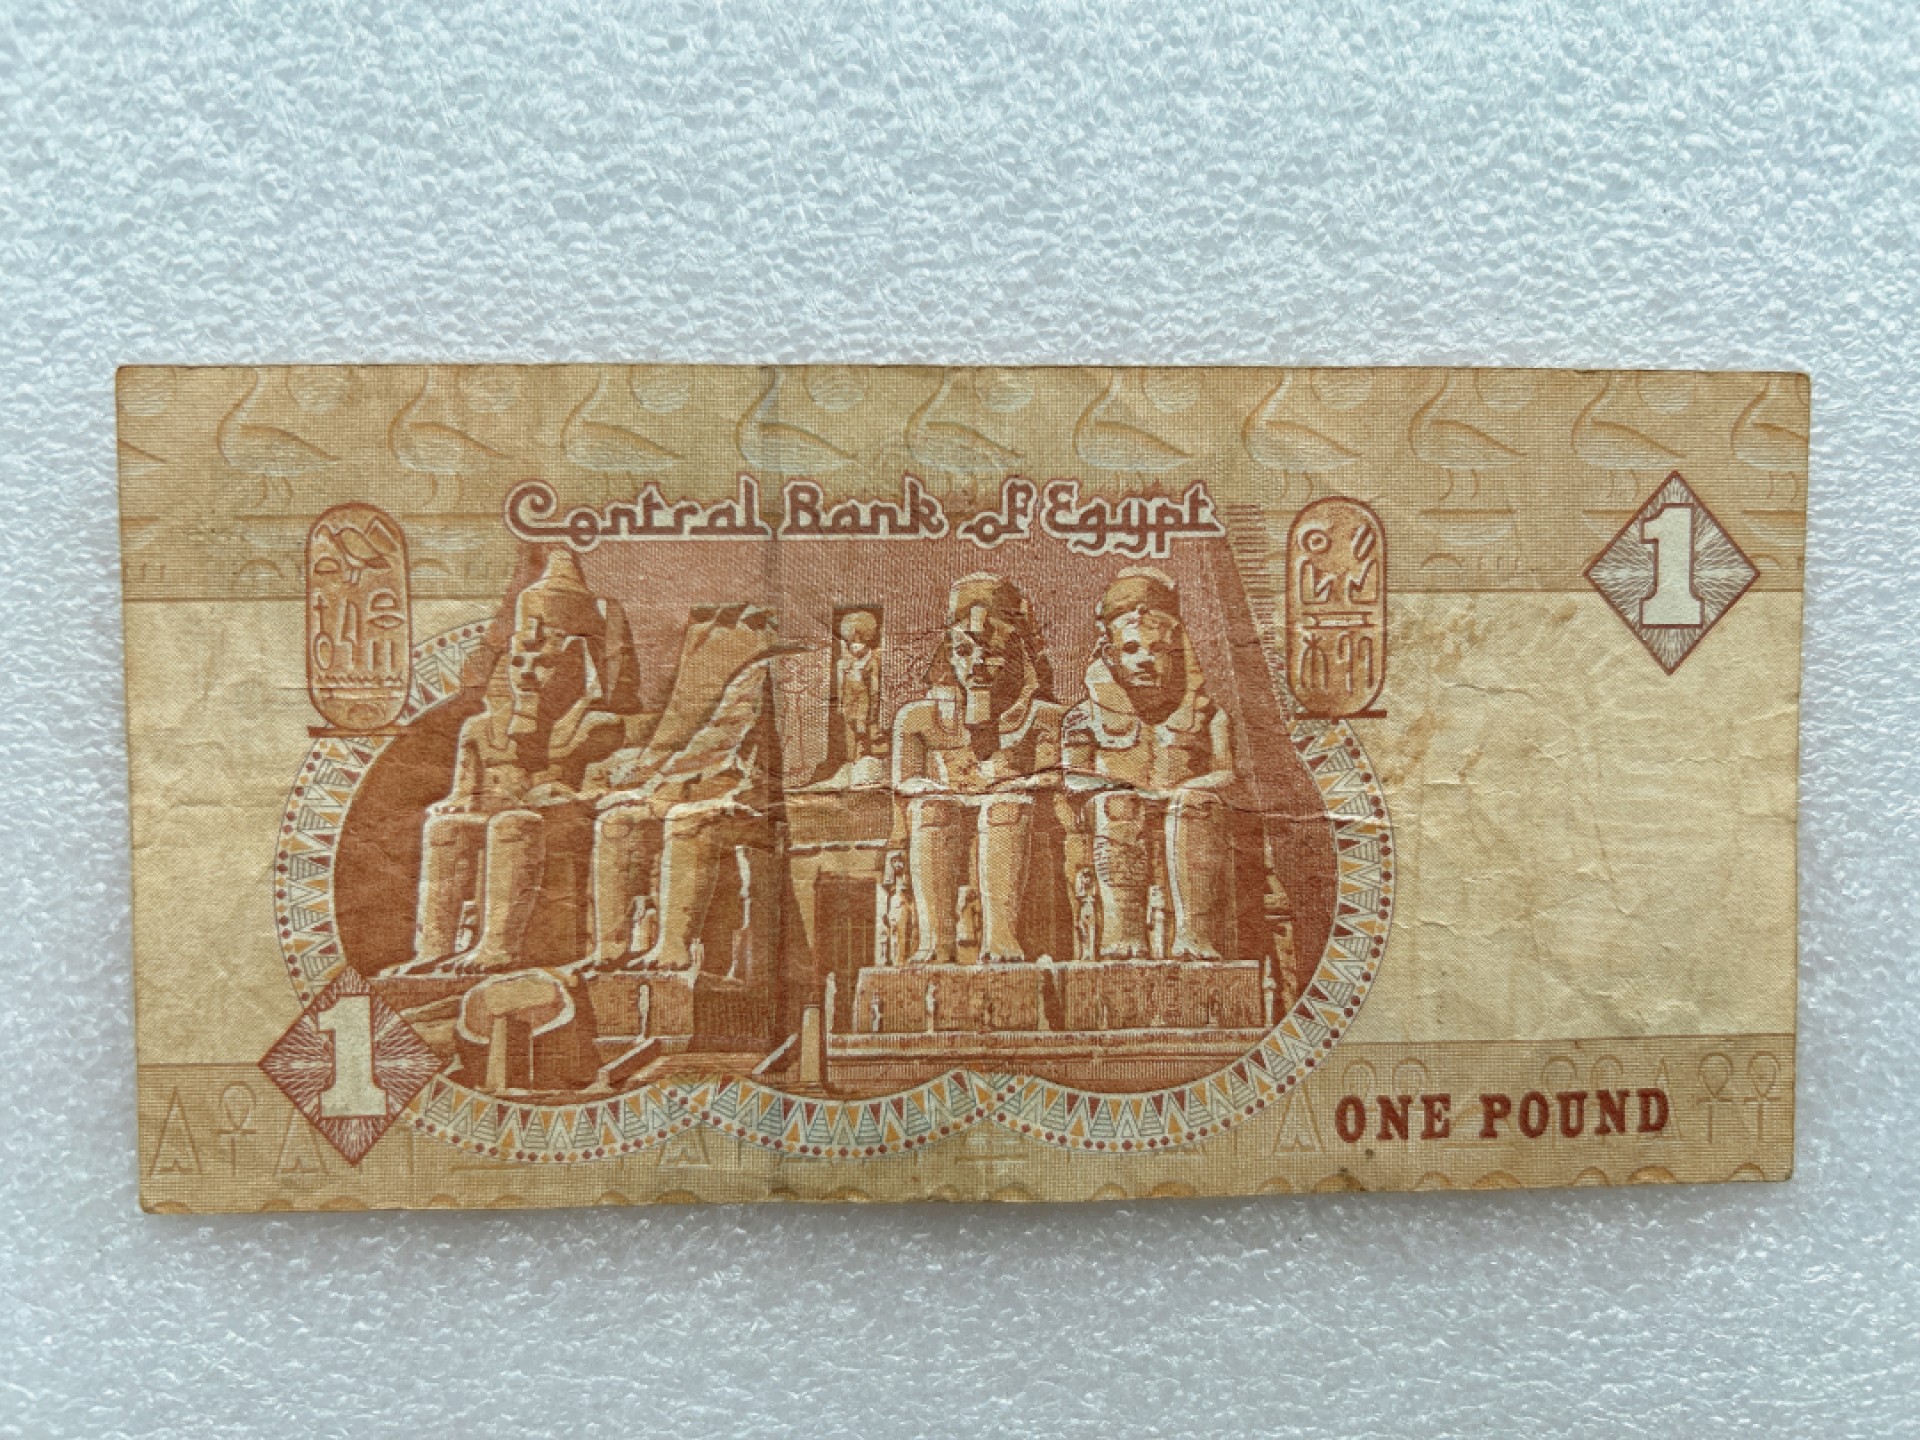 Central Bank of Egypt
1
1
ONE POUND